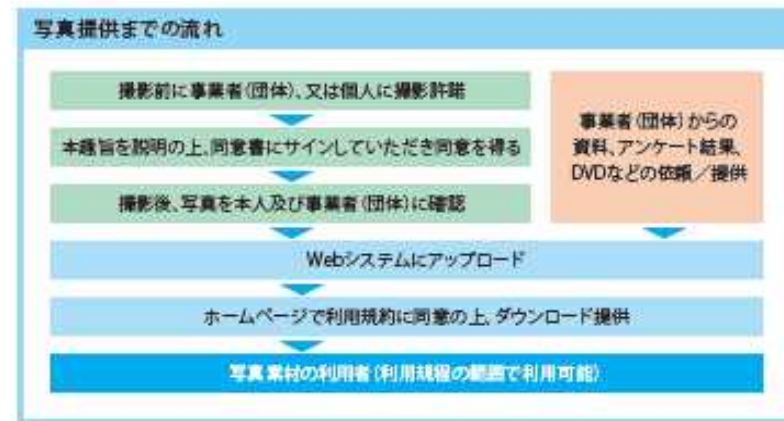 写真提供までの流れ
撮影前に事業者(団体)、又は個人に撮影許諾
本趣旨を説明の上、同意書にサインしていただき同意を得る
撮影後、写真を本人及び事業者(団体)に確認
事業者(団体)からの
資料、アンケート結果、
DVDなどの依頼／提供
Webシステムにアップロード
ホームページで利用規約に同意の上、ダウンロード提供
写真素材の利用者(利用規程の範囲で利用可能)